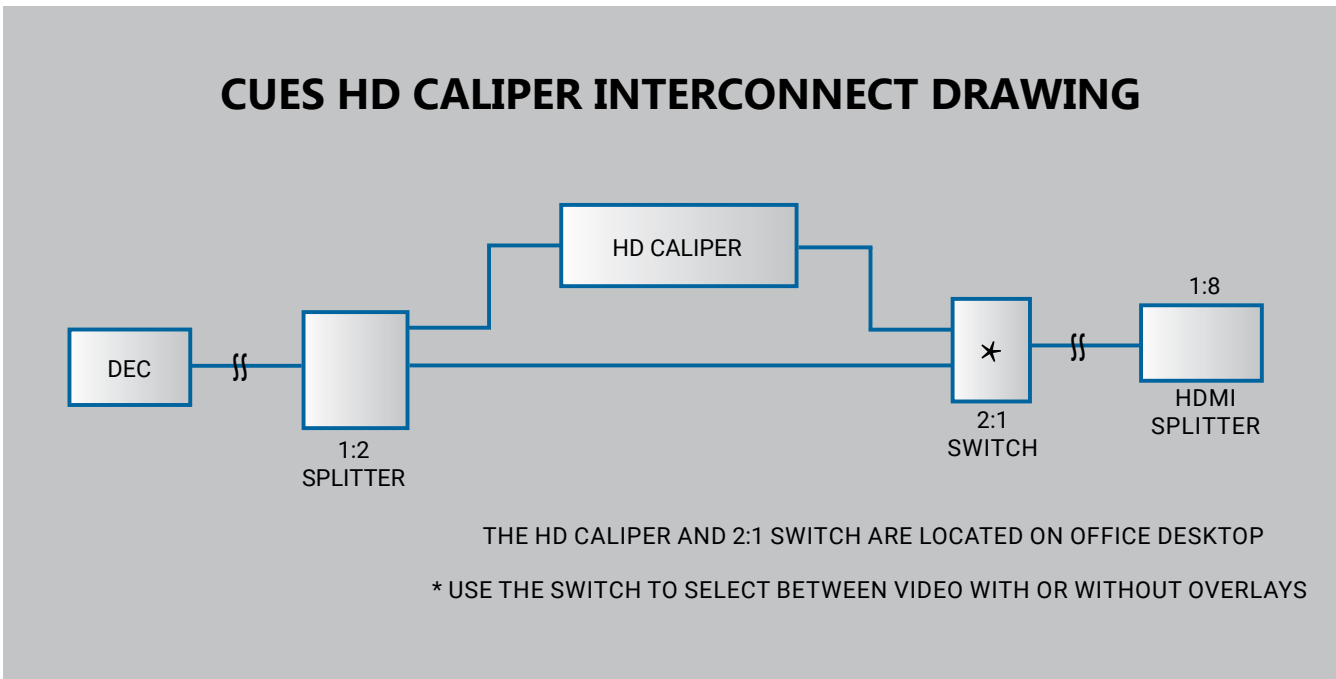 CUES HD CALIPER INTERCONNECT DRAWING
HD CALIPER
1:8
DEC
*
HDMI
SPLITTER
2:1
SWITCH
1:2
SPLITTER
THE HD CALIPER AND 2:1 SWITCH ARE LOCATED ON OFFICE DESKTOP
* USE THE SWITCH TO SELECT BETWEEN VIDEO WITH OR WITHOUT OVERLAYS